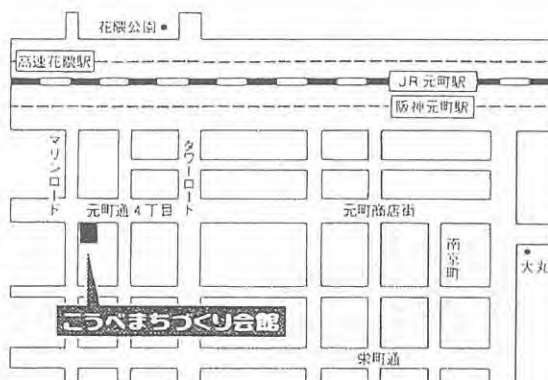 花隈公園
高速花隈駅
JR元町駅
阪神元町駅
マリンロード
タワーロード
元町通4丁目
元町商店街
南京町
大丸
こうべまちづくり会館
栄町通